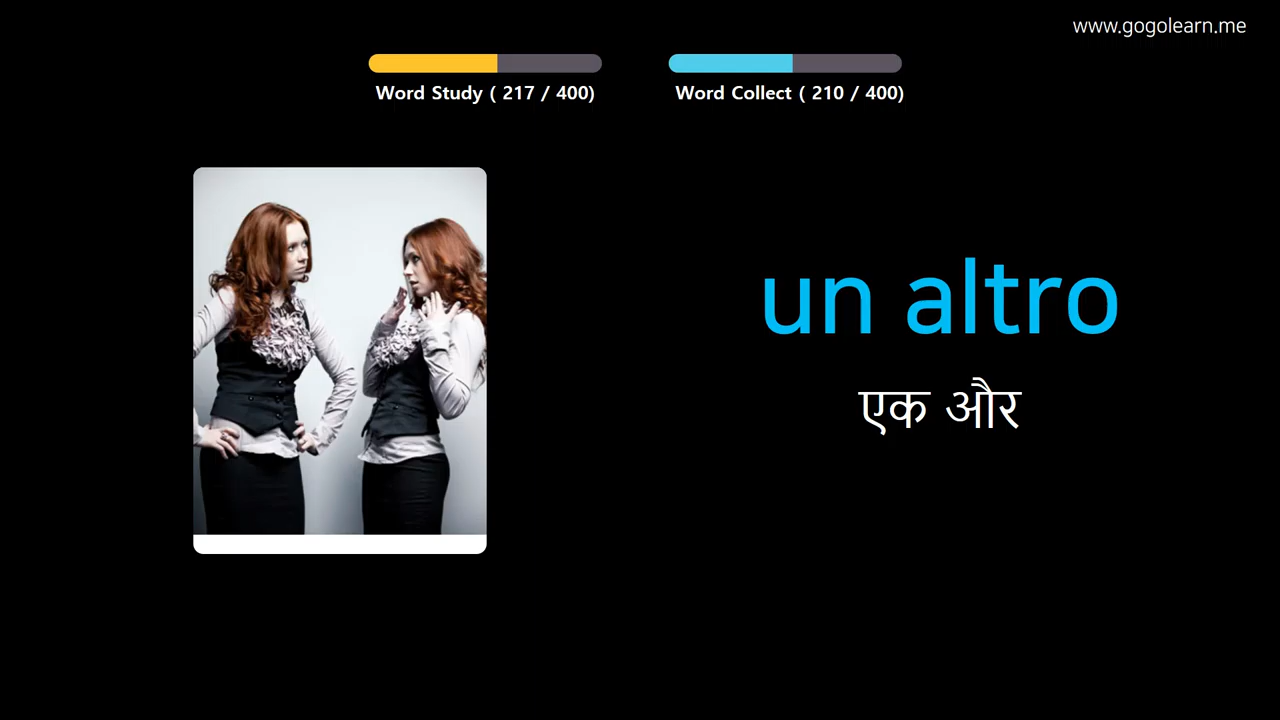 www.gogolearn.me
Word Study ( 217 / 400)
Word Collect ( 210 / 400)
un altro
एक और